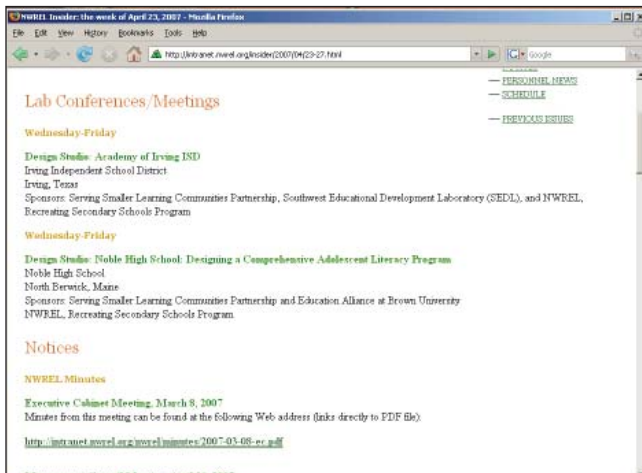 NWREL Insider: the week of April 23, 2007 - Mozilla Firefox
File Edit View History Bookmarks Tools Help
http://intranet.nwrel.org/insider/2007/04/23-27.html
Google
— PERSONNEL NEWS
— SCHEDULE
— PREVIOUS ISSUES
Lab Conferences/Meetings
Wednesday-Friday
Design Studio: Academy of Irving ISD
Irving Independent School District
Irving, Texas
Sponsors: Serving Smaller Learning Communities Partnership, Southwest Educational Development Laboratory (SEDL), and NWREL,
Recreating Secondary Schools Program
Wednesday-Friday
Design Studio: Noble High School: Designing a Comprehensive Adolescent Literacy Program
Noble High School
North Berwick, Maine
Sponsors: Serving Smaller Learning Communities Partnership and Education Alliance at Brown University
NWREL, Recreating Secondary Schools Program
Notices
NWREL Minutes
Executive Cabinet Meeting, March 8, 2007
Minutes from this meeting can be found at the following Web address (links directly to PDF file):
http://intranet.nwrel.org/nwrel/minutes/2007-03-08-ec.pdf